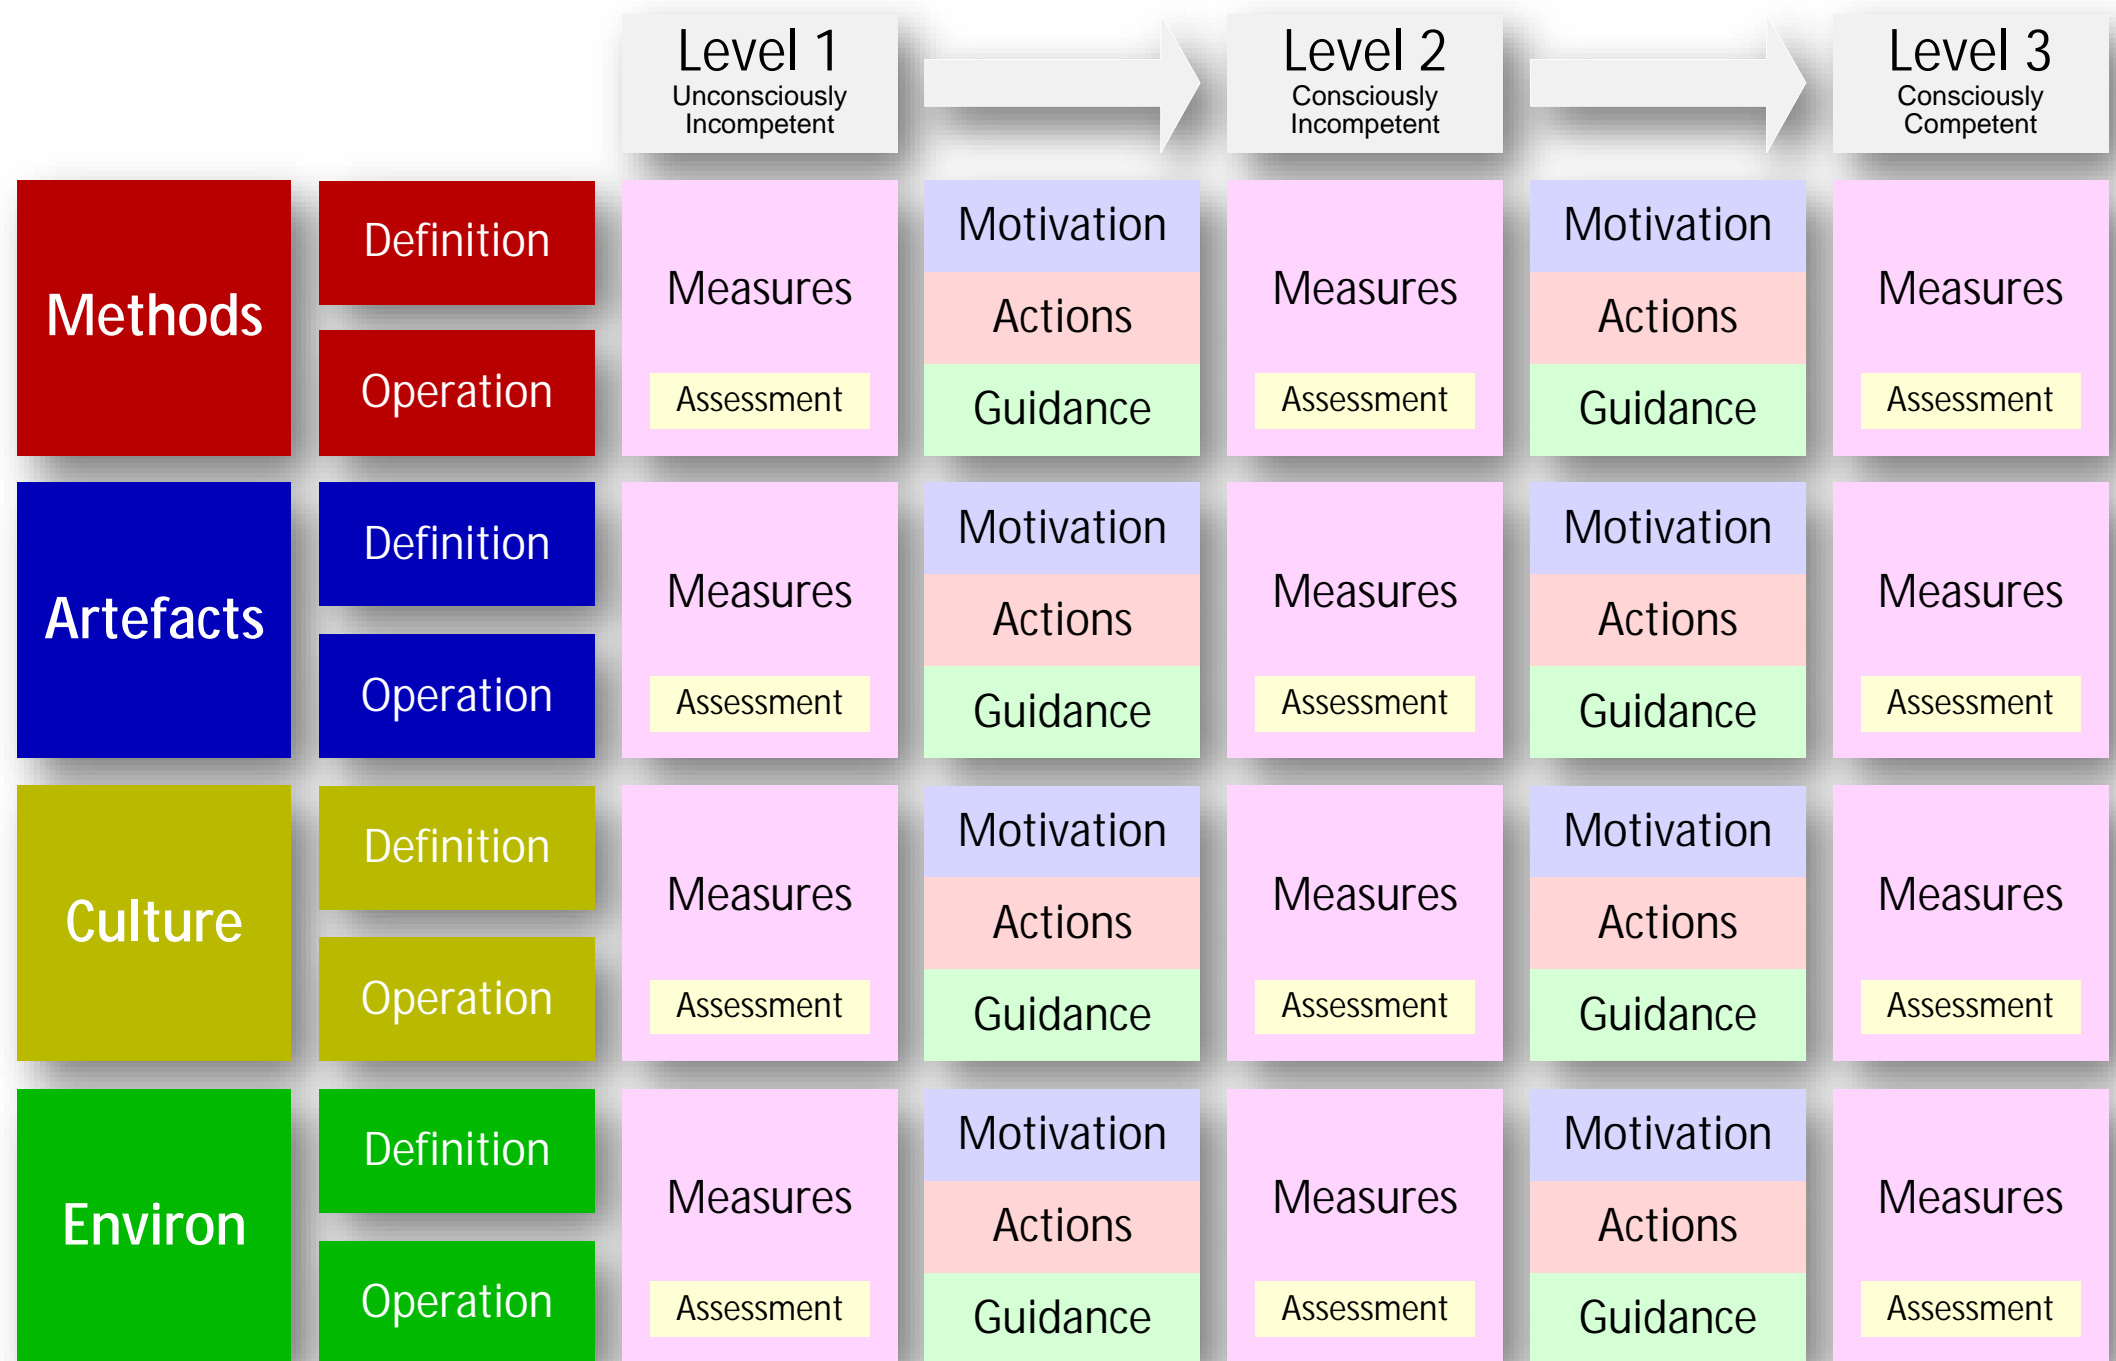 Level 1
Unconsciously
Incompetent
Level 2
Consciously
Incompetent
Level 3
Consciously
Competent
Methods
Definition
Operation
Measures
Assessment
Motivation
Actions
Guidance
Measures
Assessment
Motivation
Actions
Guidance
Measures
Assessment
Artefacts
Definition
Operation
Measures
Assessment
Motivation
Actions
Guidance
Measures
Assessment
Motivation
Actions
Guidance
Measures
Assessment
Culture
Definition
Operation
Measures
Assessment
Motivation
Actions
Guidance
Measures
Assessment
Motivation
Actions
Guidance
Measures
Assessment
Environ
Definition
Operation
Measures
Assessment
Motivation
Actions
Guidance
Measures
Assessment
Motivation
Actions
Guidance
Measures
Assessment